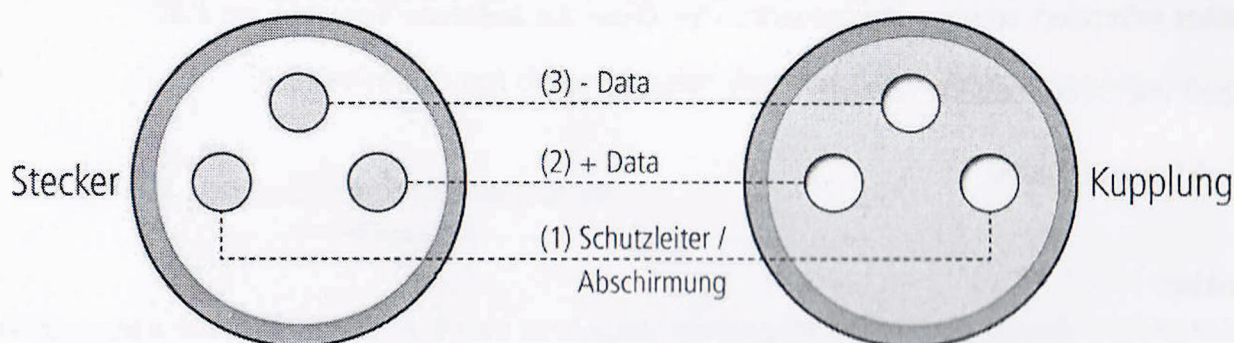 (3) - Data
Stecker
(2) + Data
Kupplung
(1) Schutzleiter /
Abschirmung